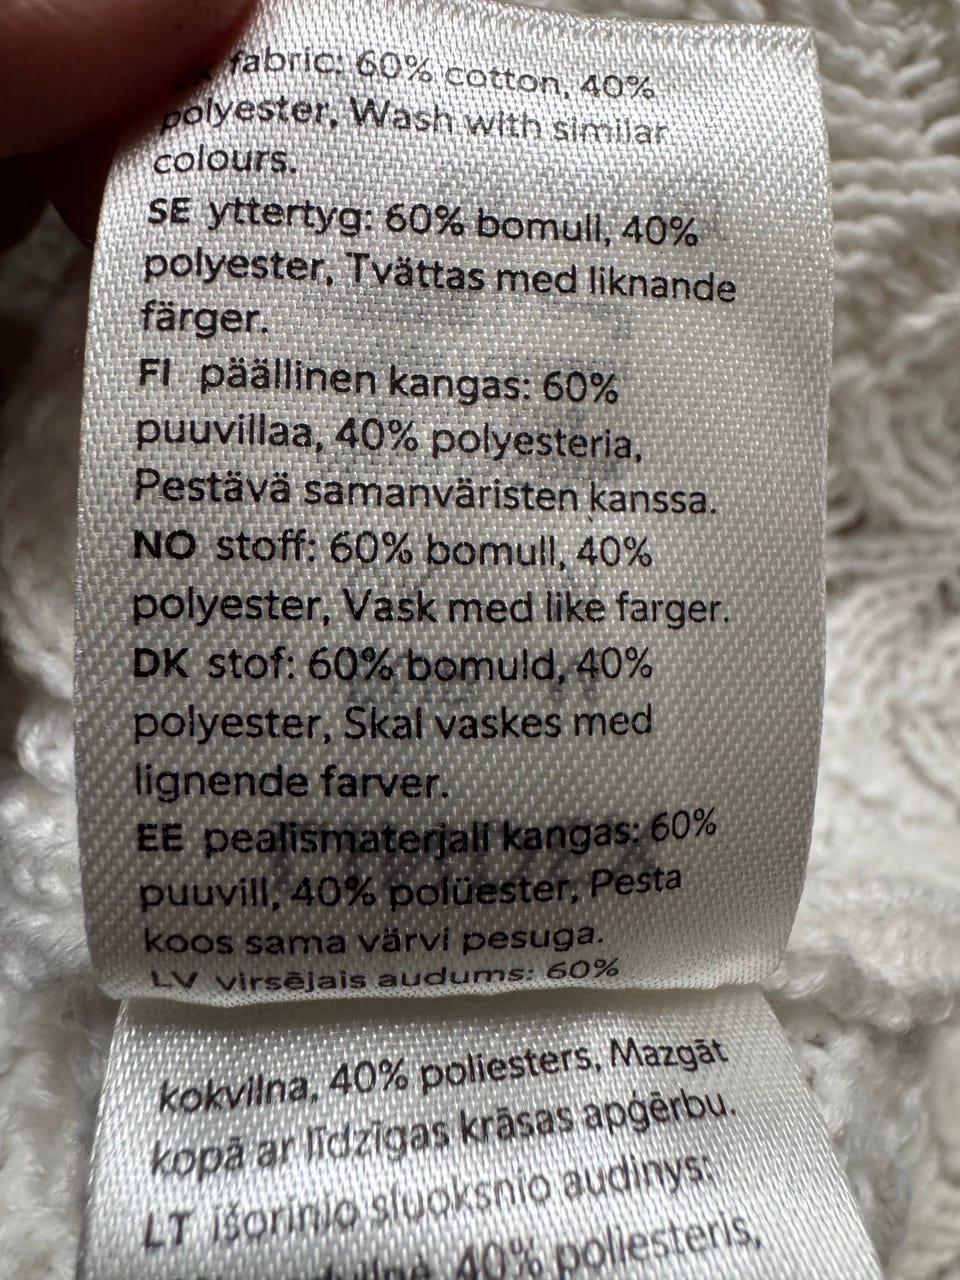 fabric: 60% cotton, 40%
polyester, Wash with similar
colours.
SE yttertyg: 60% bomull, 40%
polyester, Tvättas med liknande
färger.
FI päällinen kangas: 60%
puuvillaa, 40% polyesteria,
Pestävä samanväristen kanssa.
NO stoff: 60% bomull, 40%
polyester, Vask med like farger.
DK stof: 60% bomuld, 40%
polyester, Skal vaskes med
lignende farver.
EE pealismaterjali kangas: 60%
puuvill, 40% polüester, Pesta
koos sama värvi pesuga.
LV virsējais audums: 60%
kokvilna, 40% poliesters, Mazgāt
kopā ar līdzīgas krāsas apģērbu.
LT išorinio sluoksnio audinys:
40% poliesteris,